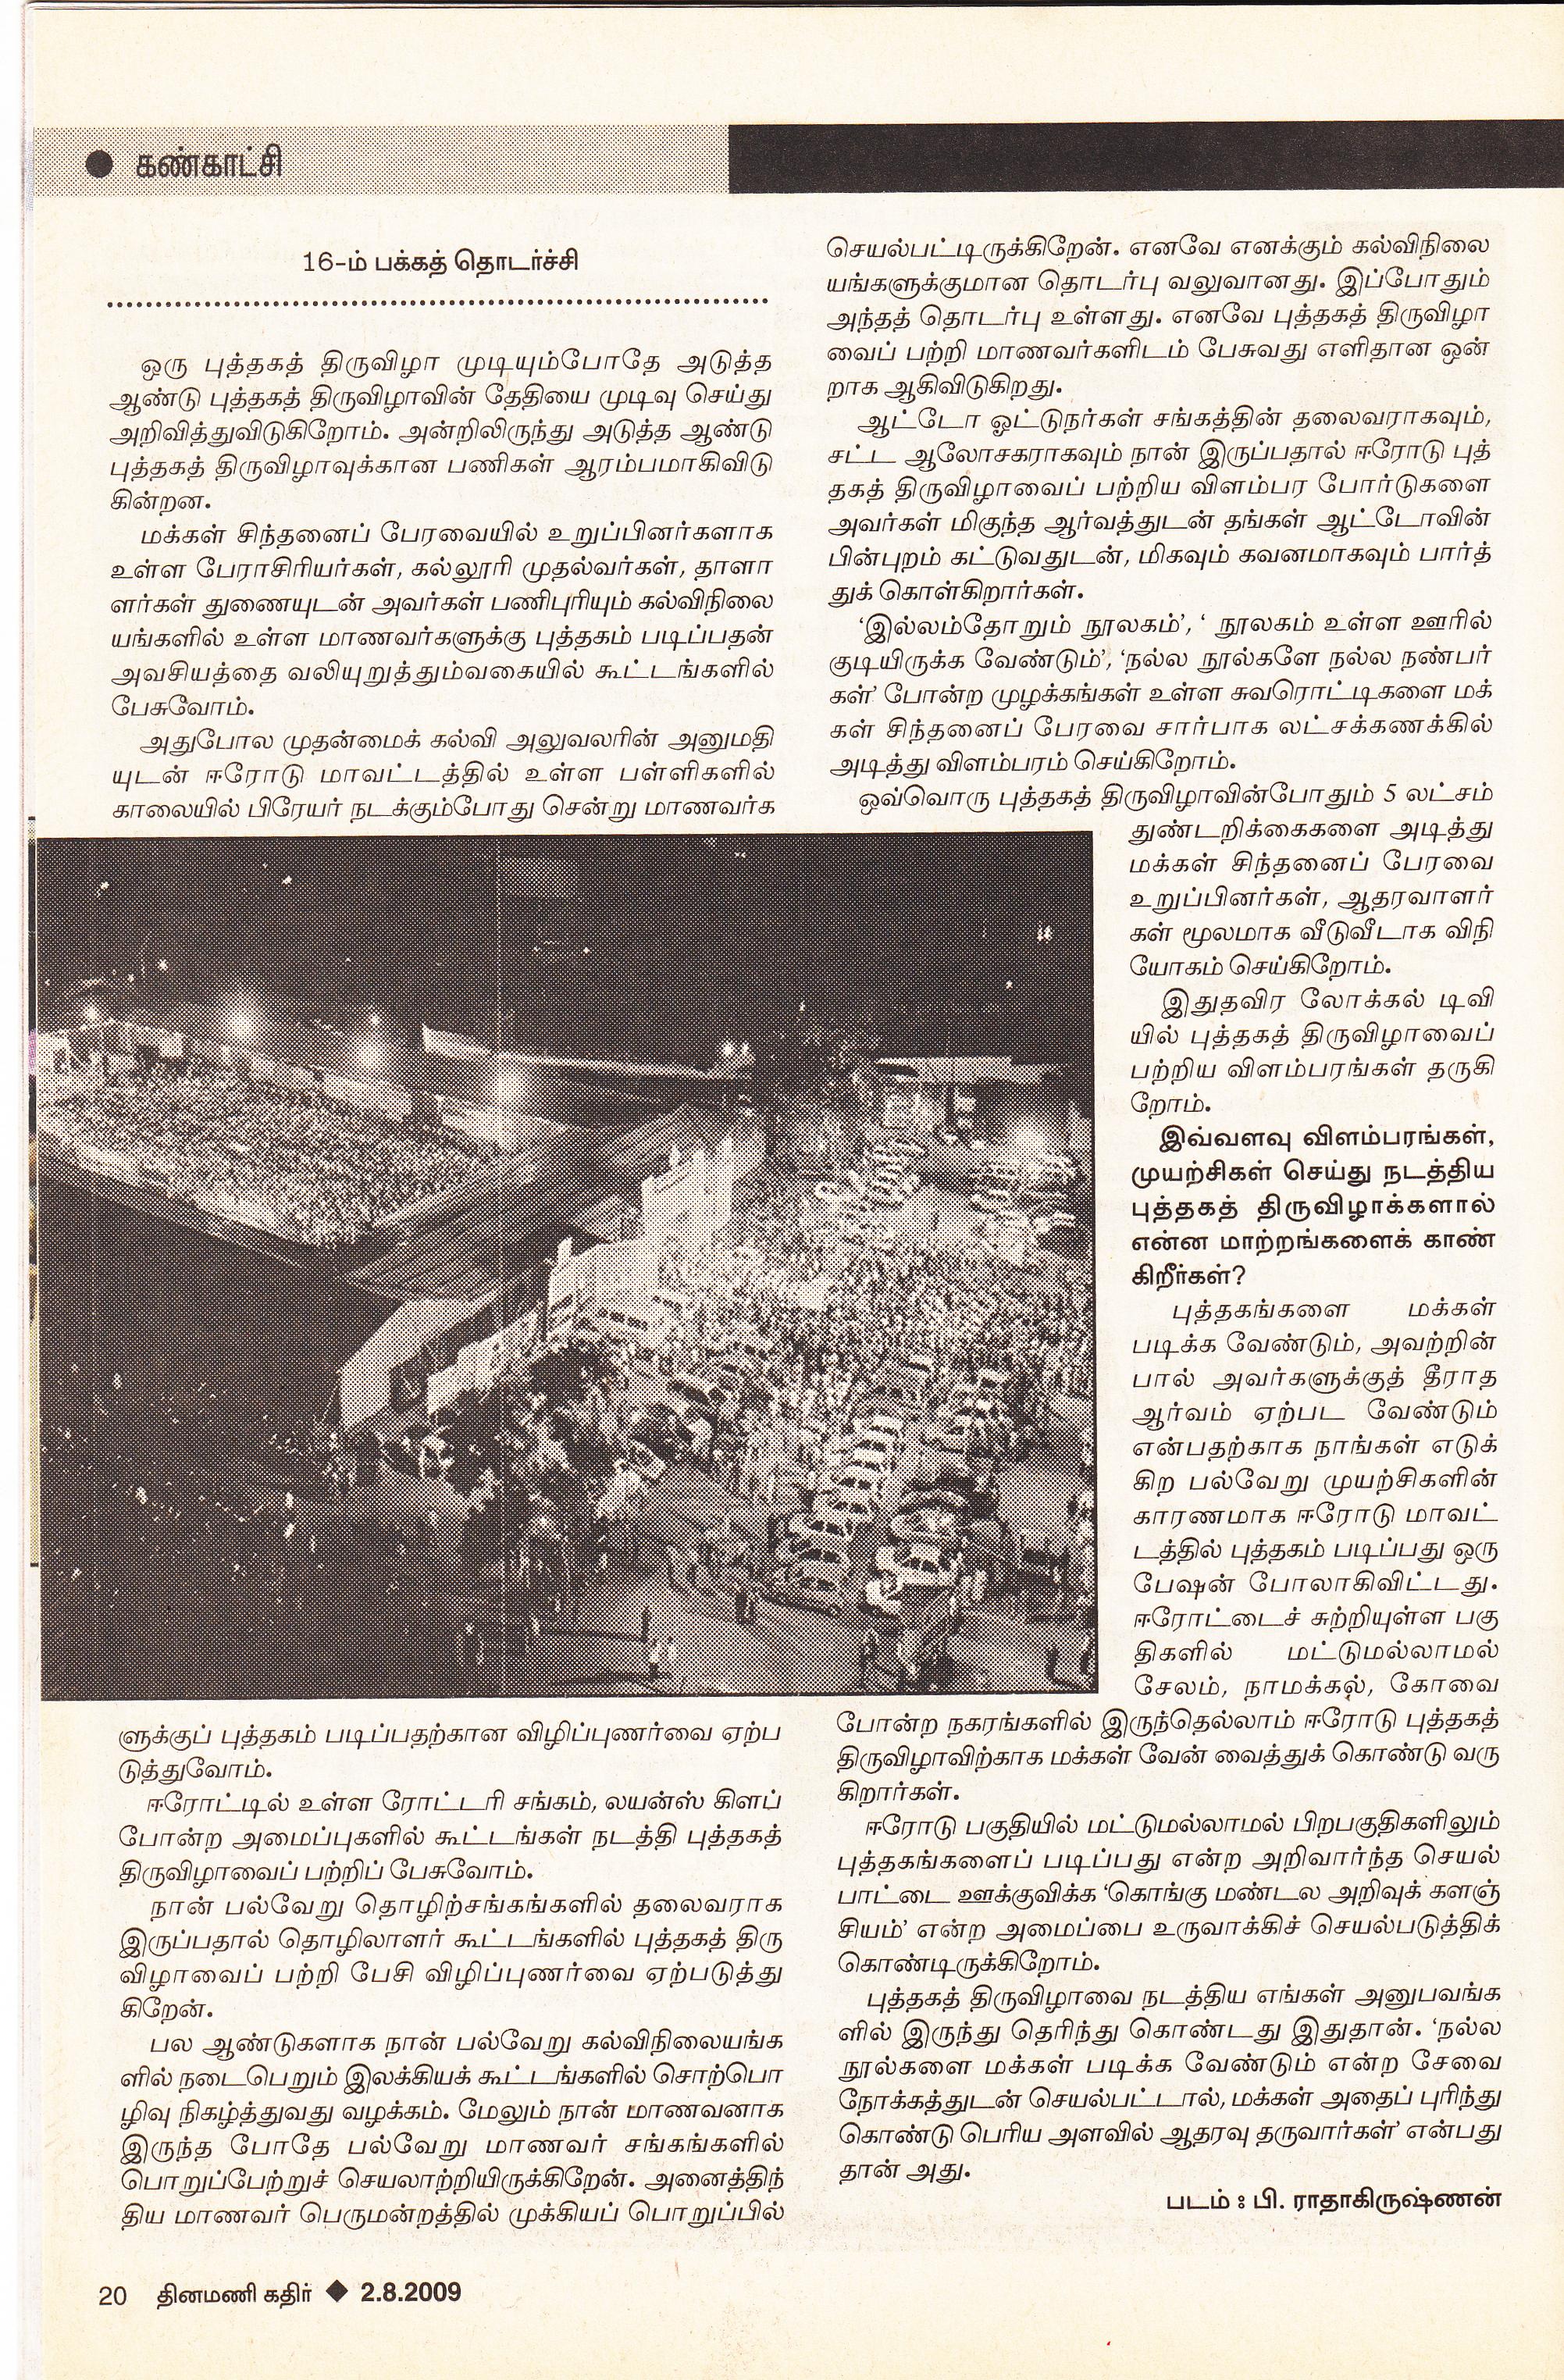 ● கண்காட்சி
16-ம் பக்கத் தொடர்ச்சி
ஒரு புத்தகத் திருவிழா முடியும்போதே அடுத்த
ஆண்டு புத்தகத் திருவிழாவின் தேதியை முடிவு செய்து
அறிவித்துவிடுகிறோம். அன்றிலிருந்து அடுத்த ஆண்டு
புத்தகத் திருவிழாவுக்கான பணிகள் ஆரம்பமாகிவிடு
கின்றன.
மக்கள் சிந்தனைப் பேரவையில் உறுப்பினர்களாக
உள்ள பேராசிரியர்கள், கல்லூரி முதல்வர்கள், தாளா
ளர்கள் துணையுடன் அவர்கள் பணிபுரியும் கல்விநிலை
யங்களில் உள்ள மாணவர்களுக்கு புத்தகம் படிப்பதன்
அவசியத்தை வலியுறுத்தும்வகையில் கூட்டங்களில்
பேசுவோம்.
அதுபோல முதன்மைக் கல்வி அலுவலரின் அனுமதி
யுடன் ஈரோடு மாவட்டத்தில் உள்ள பள்ளிகளில்
காலையில் பிரேயர் நடக்கும்போது சென்று மாணவர்க
ளுக்குப் புத்தகம் படிப்பதற்கான விழிப்புணர்வை ஏற்ப
டுத்துவோம்.
ஈரோட்டில் உள்ள ரோட்டரி சங்கம், லயன்ஸ் கிளப்
போன்ற அமைப்புகளில் கூட்டங்கள் நடத்தி புத்தகத்
திருவிழாவைப் பற்றிப் பேசுவோம்.
நான் பல்வேறு தொழிற்சங்கங்களில் தலைவராக
இருப்பதால் தொழிலாளர் கூட்டங்களில் புத்தகத் திரு
விழாவைப் பற்றி பேசி விழிப்புணர்வை ஏற்படுத்து
கிறேன்.
பல ஆண்டுகளாக நான் பல்வேறு கல்விநிலையங்க
ளில் நடைபெறும் இலக்கியக் கூட்டங்களில் சொற்பொ
ழிவு நிகழ்த்துவது வழக்கம். மேலும் நான் மாணவனாக
இருந்த போதே பல்வேறு மாணவர் சங்கங்களில்
பொறுப்பேற்றுச் செயலாற்றியிருக்கிறேன். அனைத்திந்
திய மாணவர் பெருமன்றத்தில் முக்கியப் பொறுப்பில்
செயல்பட்டிருக்கிறேன். எனவே எனக்கும் கல்விநிலை
யங்களுக்குமான தொடர்பு வலுவானது. இப்போதும்
அந்தத் தொடர்பு உள்ளது. எனவே புத்தகத் திருவிழா
வைப் பற்றி மாணவர்களிடம் பேசுவது எளிதான ஒன்
றாக ஆகிவிடுகிறது.
ஆட்டோ ஓட்டுநர்கள் சங்கத்தின் தலைவராகவும்,
சட்ட ஆலோசகராகவும் நான் இருப்பதால் ஈரோடு புத்
தகத் திருவிழாவைப் பற்றிய விளம்பர போர்டுகளை
அவர்கள் மிகுந்த ஆர்வத்துடன் தங்கள் ஆட்டோவின்
பின்புறம் கட்டுவதுடன், மிகவும் கவனமாகவும் பார்த்
துக் கொள்கிறார்கள்.
'இல்லம்தோறும் நூலகம்', ' நூலகம் உள்ள ஊரில்
குடியிருக்க வேண்டும்', 'நல்ல நூல்களே நல்ல நண்பர்
கள்' போன்ற முழக்கங்கள் உள்ள சுவரொட்டிகளை மக்
கள் சிந்தனைப் பேரவை சார்பாக லட்சக்கணக்கில்
அடித்து விளம்பரம் செய்கிறோம்.
ஒவ்வொரு புத்தகத் திருவிழாவின்போதும் 5 லட்சம்
துண்டறிக்கைகளை அடித்து
மக்கள் சிந்தனைப் பேரவை
உறுப்பினர்கள், ஆதரவாளர்
கள் மூலமாக வீடுவீடாக விநி
யோகம் செய்கிறோம்.
இதுதவிர லோக்கல் டிவி
யில் புத்தகத் திருவிழாவைப்
பற்றிய விளம்பரங்கள் தருகி
றோம்.
இவ்வளவு விளம்பரங்கள்,
முயற்சிகள் செய்து நடத்திய
புத்தகத் திருவிழாக்களால்
என்ன மாற்றங்களைக் காண்
கிறீர்கள்?
புத்தகங்களை மக்கள்
படிக்க வேண்டும், அவற்றின்
பால் அவர்களுக்குத் தீராத
ஆர்வம் ஏற்பட வேண்டும்
என்பதற்காக நாங்கள் எடுக்
கிற பல்வேறு முயற்சிகளின்
காரணமாக ஈரோடு மாவட்
டத்தில் புத்தகம் படிப்பது ஒரு
பேஷன் போலாகிவிட்டது.
ஈரோட்டைச் சுற்றியுள்ள பகு
திகளில் மட்டுமல்லாமல்
சேலம், நாமக்கல், கோவை
போன்ற நகரங்களில் இருந்தெல்லாம் ஈரோடு புத்தகத்
திருவிழாவிற்காக மக்கள் வேன் வைத்துக் கொண்டு வரு
கிறார்கள்.
ஈரோடு பகுதியில் மட்டுமல்லாமல் பிறபகுதிகளிலும்
புத்தகங்களைப் படிப்பது என்ற அறிவார்ந்த செயல்
பாட்டை ஊக்குவிக்க 'கொங்கு மண்டல அறிவுக் களஞ்
சியம்' என்ற அமைப்பை உருவாக்கிச் செயல்படுத்திக்
கொண்டிருக்கிறோம்.
புத்தகத் திருவிழாவை நடத்திய எங்கள் அனுபவங்க
ளில் இருந்து தெரிந்து கொண்டது இதுதான். 'நல்ல
நூல்களை மக்கள் படிக்க வேண்டும் என்ற சேவை
நோக்கத்துடன் செயல்பட்டால், மக்கள் அதைப் புரிந்து
கொண்டு பெரிய அளவில் ஆதரவு தருவார்கள்' என்பது
தான் அது.
படம் : பி. ராதாகிருஷ்ணன்
20 தினமணி கதிர் ◆ 2.8.2009